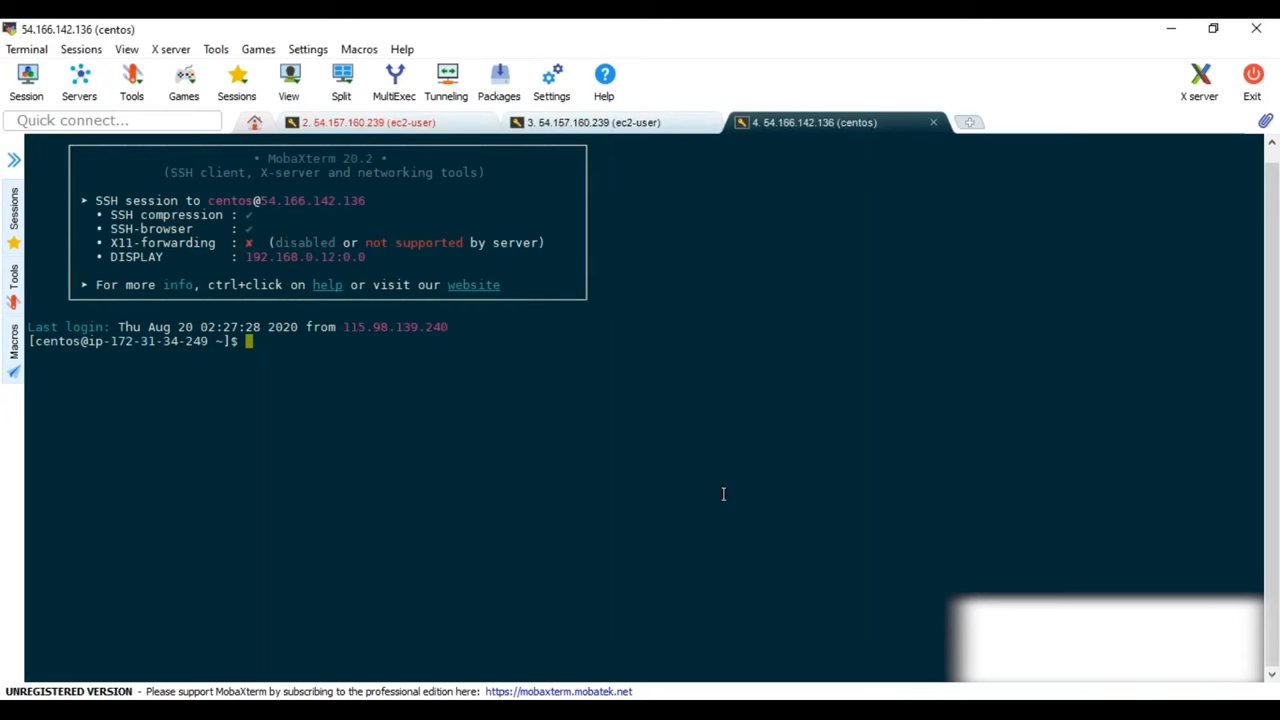 54.166.142.136 (centos)
Terminal Sessions View X server Tools Games Settings Macros Help
Session Servers Tools Games Sessions View Split MultiExec Tunneling Packages Settings Help X server Exit
Quick connect... 2. 54.157.160.239 (ec2-user) 3. 54.157.160.239 (ec2-user) 4. 54.166.142.136 (centos)
Sessions
Tools
Macros
• MobaXterm 20.2 •
(SSH client, X-server and networking tools)
➤ SSH session to centos@54.166.142.136
• SSH compression : ✔
• SSH-browser : ✔
• X11-forwarding : ✘ (disabled or not supported by server)
• DISPLAY : 192.168.0.12:0.0
➤ For more info, ctrl+click on help or visit our website
Last login: Thu Aug 20 02:27:28 2020 from 115.98.139.240
[centos@ip-172-31-34-249 ~]$
UNREGISTERED VERSION - Please support MobaXterm by subscribing to the professional edition here: https://mobaxterm.mobatek.net